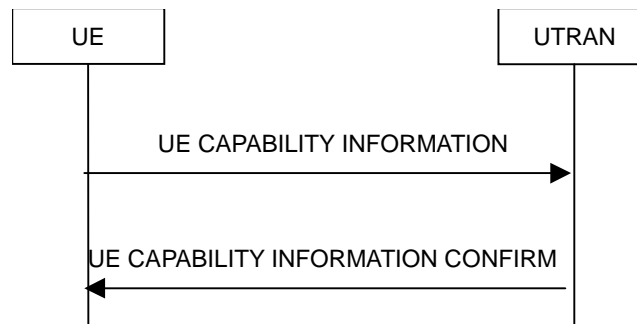 UE
UTRAN
UE CAPABILITY INFORMATION
UE CAPABILITY INFORMATION CONFIRM